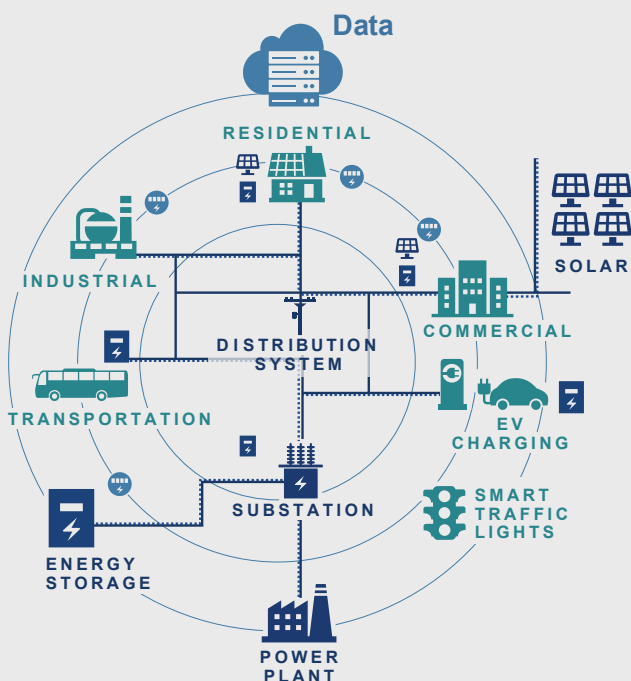 Data
RESIDENTIAL
INDUSTRIAL
SOLAR
COMMERCIAL
DISTRIBUTION
SYSTEM
TRANSPORTATION
EV
CHARGING
SUBSTATION
SMART
TRAFFIC
LIGHTS
ENERGY
STORAGE
POWER
PLANT